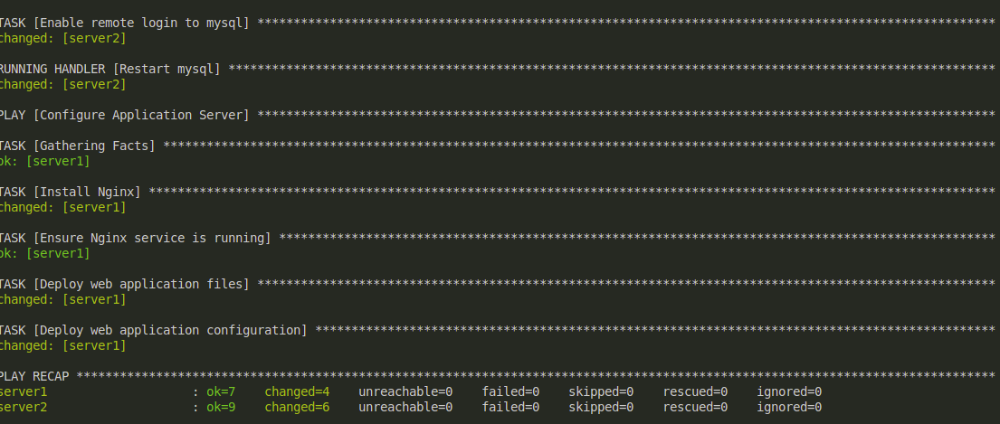 TASK [Enable remote login to mysql] ******************************************************************************************************
changed: [server2]
RUNNING HANDLER [Restart mysql] **********************************************************************************************************
changed: [server2]
PLAY [Configure Application Server] ******************************************************************************************************
TASK [Gathering Facts] *******************************************************************************************************************
ok: [server1]
TASK [Install Nginx] *********************************************************************************************************************
changed: [server1]
TASK [Ensure Nginx service is running] ***************************************************************************************************
ok: [server1]
TASK [Deploy web application files] ******************************************************************************************************
changed: [server1]
TASK [Deploy web application configuration] **********************************************************************************************
changed: [server1]
PLAY RECAP *******************************************************************************************************************************
server1                    : ok=7    changed=4    unreachable=0    failed=0    skipped=0    rescued=0    ignored=0
server2                    : ok=9    changed=6    unreachable=0    failed=0    skipped=0    rescued=0    ignored=0